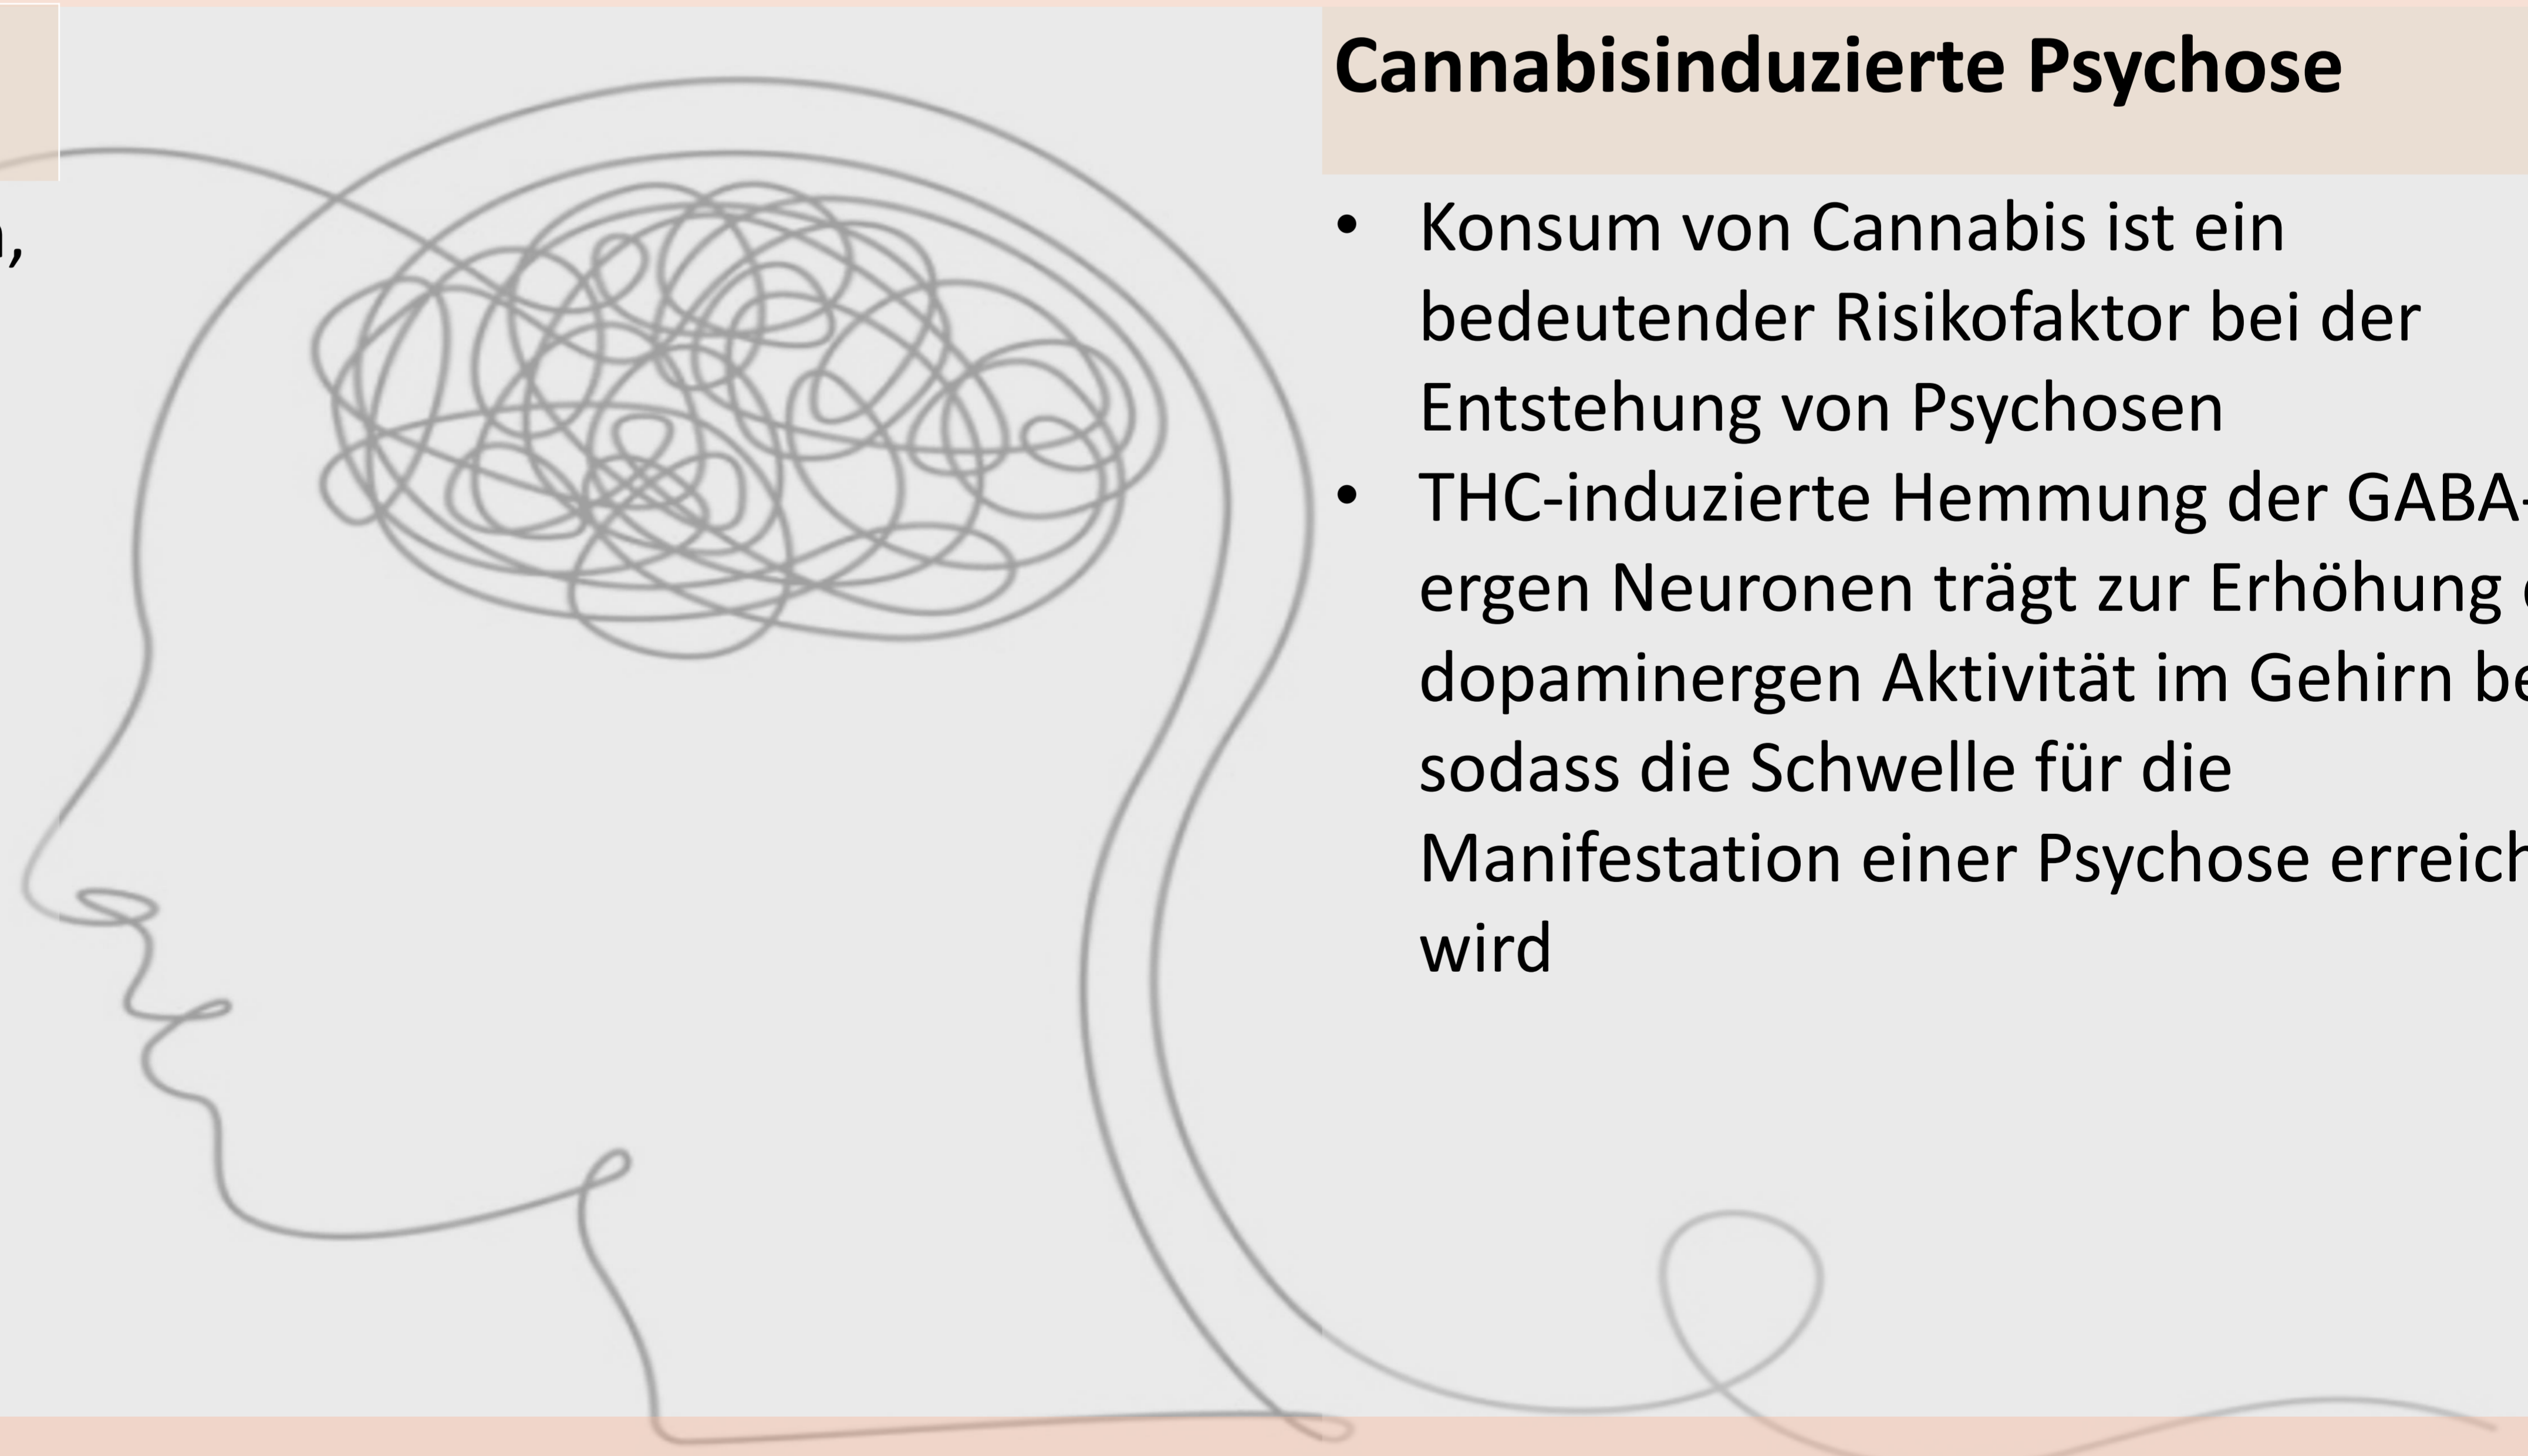 Cannabisinduzierte Psychose
• Konsum von Cannabis ist ein
bedeutender Risikofaktor bei der
Entstehung von Psychosen
• THC-induzierte Hemmung der GABA-
ergen Neuronen trägt zur Erhöhung
dopaminergen Aktivität im Gehirn
sodass die Schwelle für die
Manifestation einer Psychose
wird